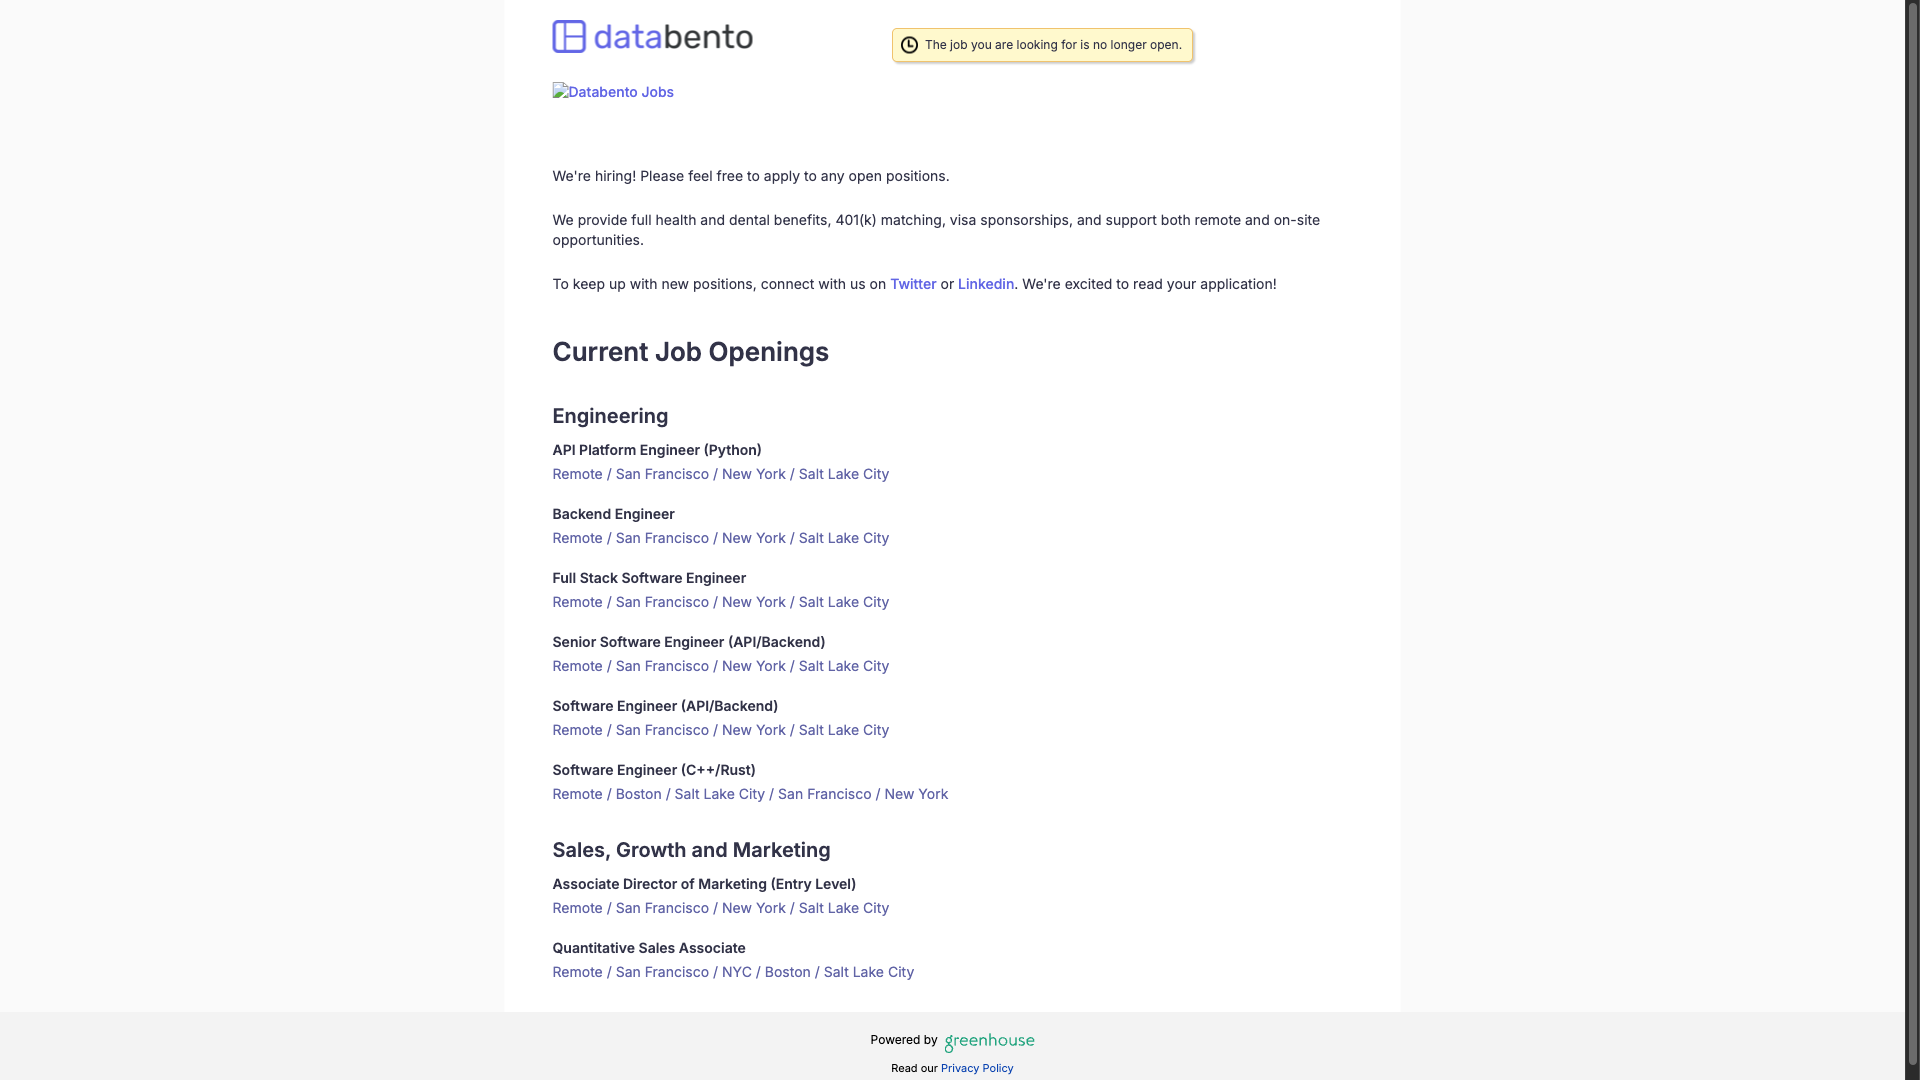 databento
The job you are looking for is no longer open.
Databento Jobs
We're hiring! Please feel free to apply to any open positions.
We provide full health and dental benefits, 401(k) matching, visa sponsorships, and support both remote and on-site
opportunities.
To keep up with new positions, connect with us on Twitter or Linkedin. We're excited to read your application!
Current Job Openings
Engineering
API Platform Engineer (Python)
Remote / San Francisco / New York / Salt Lake City
Backend Engineer
Remote / San Francisco / New York / Salt Lake City
Full Stack Software Engineer
Remote / San Francisco / New York / Salt Lake City
Senior Software Engineer (API/Backend)
Remote / San Francisco / New York / Salt Lake City
Software Engineer (API/Backend)
Remote / San Francisco / New York / Salt Lake City
Software Engineer (C++/Rust)
Remote / Boston / Salt Lake City / San Francisco / New York
Sales, Growth and Marketing
Associate Director of Marketing (Entry Level)
Remote / San Francisco / New York / Salt Lake City
Quantitative Sales Associate
Remote / San Francisco / NYC / Boston / Salt Lake City
Powered by greenhouse
Read our Privacy Policy